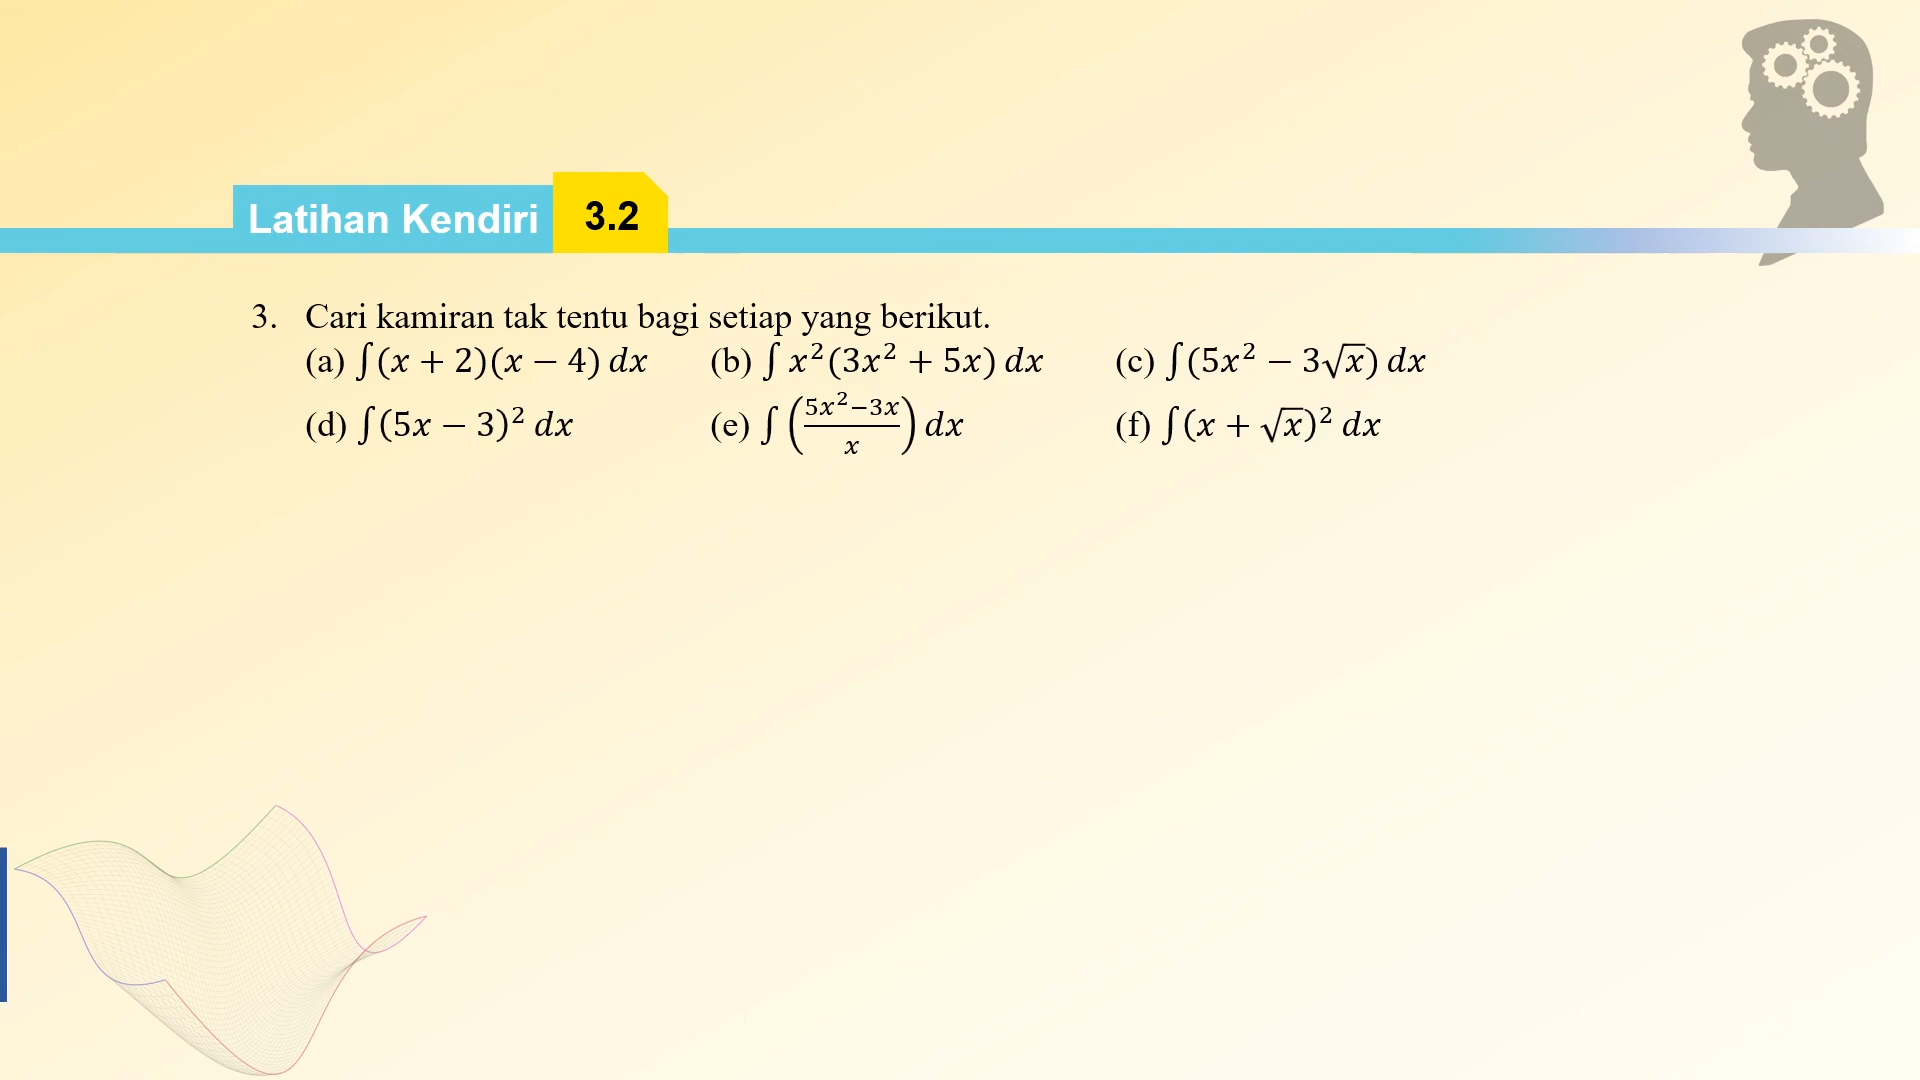 Latihan Kendiri 3.2
3. Cari kamiran tak tentu bagi setiap yang berikut.
(a) ∫(x + 2)(x − 4) dx (b) ∫ x²(3x² + 5x) dx (c) ∫(5x² − 3√x) dx
(d) ∫(5x − 3)² dx (e) ∫ ((5x²−3x)/x) dx (f) ∫(x + √x)² dx